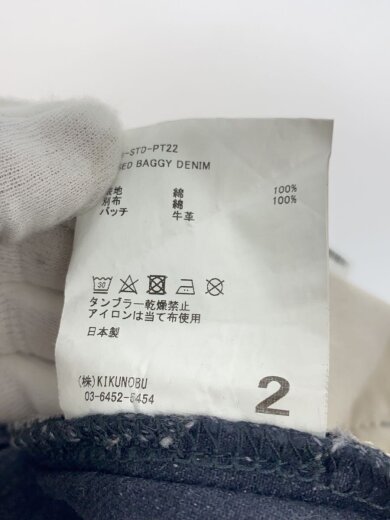 -STD-PT22
ED BAGGY DENIM
表地 綿 100%
別布 綿 100%
パッチ 牛革
30
タンブラー乾燥禁止
アイロンは当て布使用
日本製
(株)KIKUNOBU
03-6452-8454
2